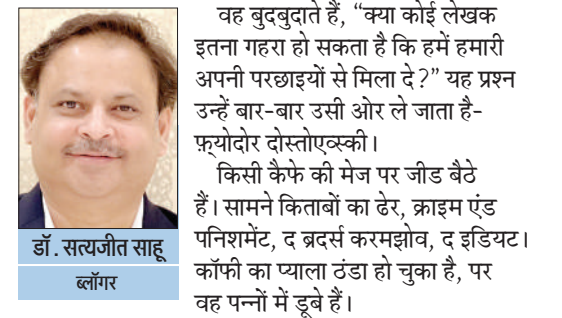 वह बुदबुदाते हैं, “क्या कोई लेखक
इतना गहरा हो सकता है कि हमें हमारी
अपनी परछाइयों से मिला दे?” यह प्रश्न
उन्हें बार-बार उसी ओर ले जाता है-
फ़्योदोर दोस्तोएव्स्की।
किसी कैफे की मेज पर जीड बैठे
हैं। सामने किताबों का ढेर, क्राइम एंड
पनिशमेंट, द ब्रदर्स करमझोव, द इडियट।
कॉफी का प्याला ठंडा हो चुका है, पर
वह पन्नों में डूबे हैं।
डॉ. सत्यजीत साहू
ब्लॉगर